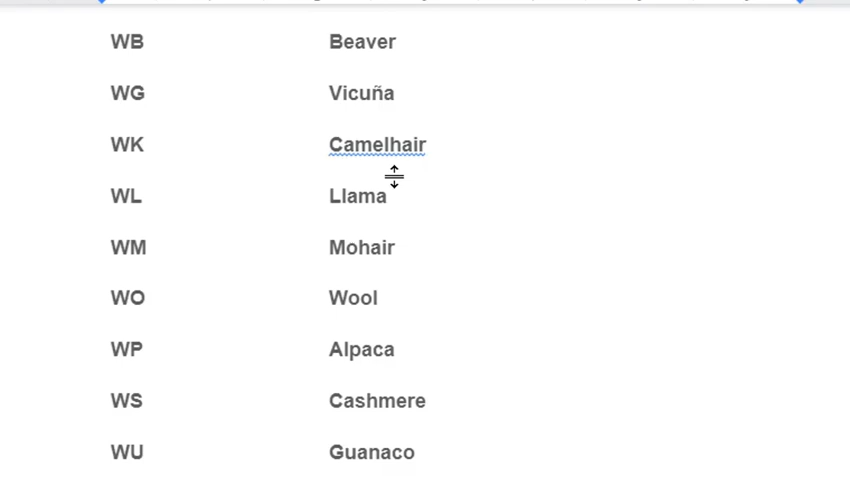 WB Beaver
WG Vicuña
WK Camelhair
WL Llama
WM Mohair
WO Wool
WP Alpaca
WS Cashmere
WU Guanaco